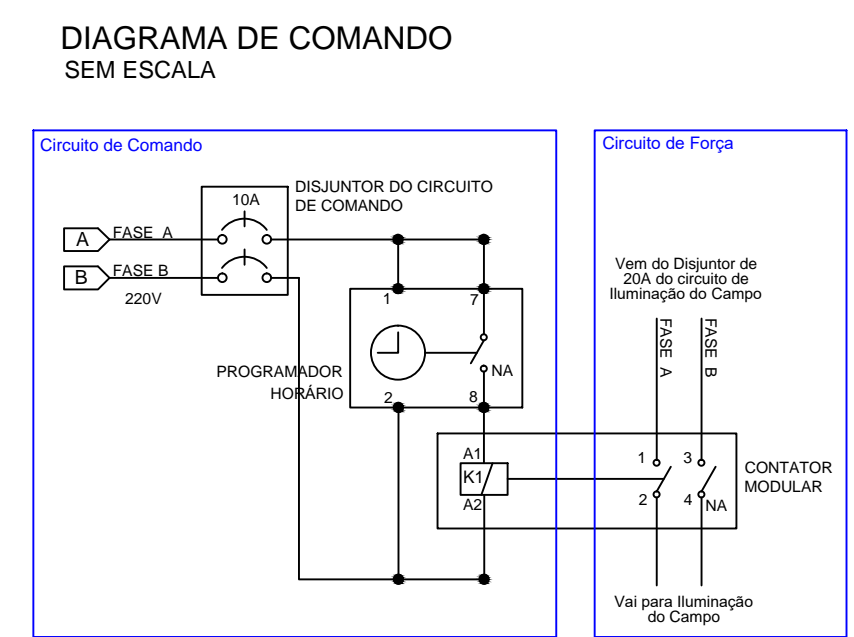 DIAGRAMA DE COMANDO
SEM ESCALA
Circuito de Comando
Circuito de Força
10A
DISJUNTOR DO CIRCUITO
DE COMANDO
A
FASE A
B
FASE B
220V
Vem do Disjuntor de
20A do circuito de
Iluminação do Campo
FASE A
FASE B
1
7
PROGRAMADOR
HORÁRIO
NA
2
8
A1
K1
A2
1
3
2
4
NA
CONTATOR
MODULAR
Vai para Iluminação
do Campo